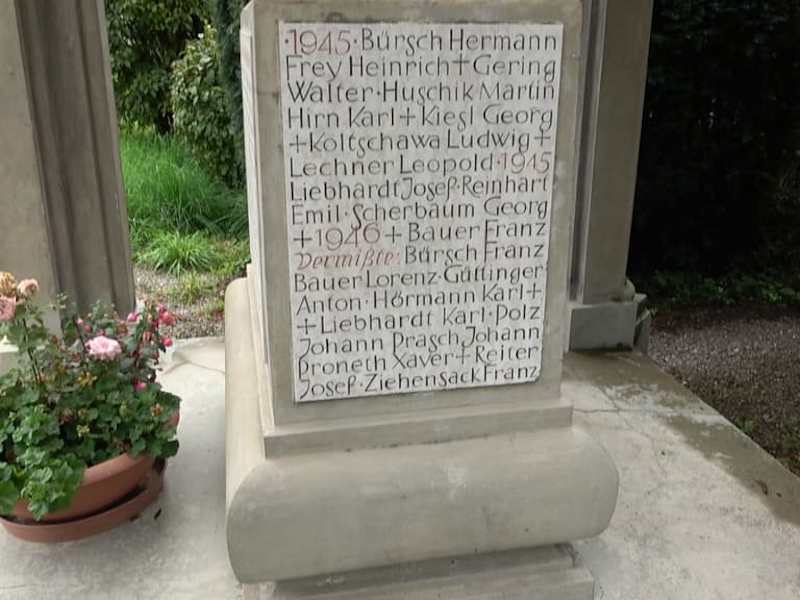 ·1945· Bürsch Hermann
Frey Heinrich + Gering
Walter · Huschik Martin
Hirn Karl + Kiesl Georg
+ Koltschawa Ludwig +
Lechner Leopold · 1945
Liebhardt Josef · Reinhart
Emil · Scherbaum Georg
+ 1946 + Bauer Franz
Vermißte: Bürsch Franz
Bauer Lorenz · Güttinger
Anton · Hörmann Karl +
+ Liebhardt Karl · Polz
Johann Prasch Johann
Proneth Xaver + Reiter
Josef · Ziehensack Franz